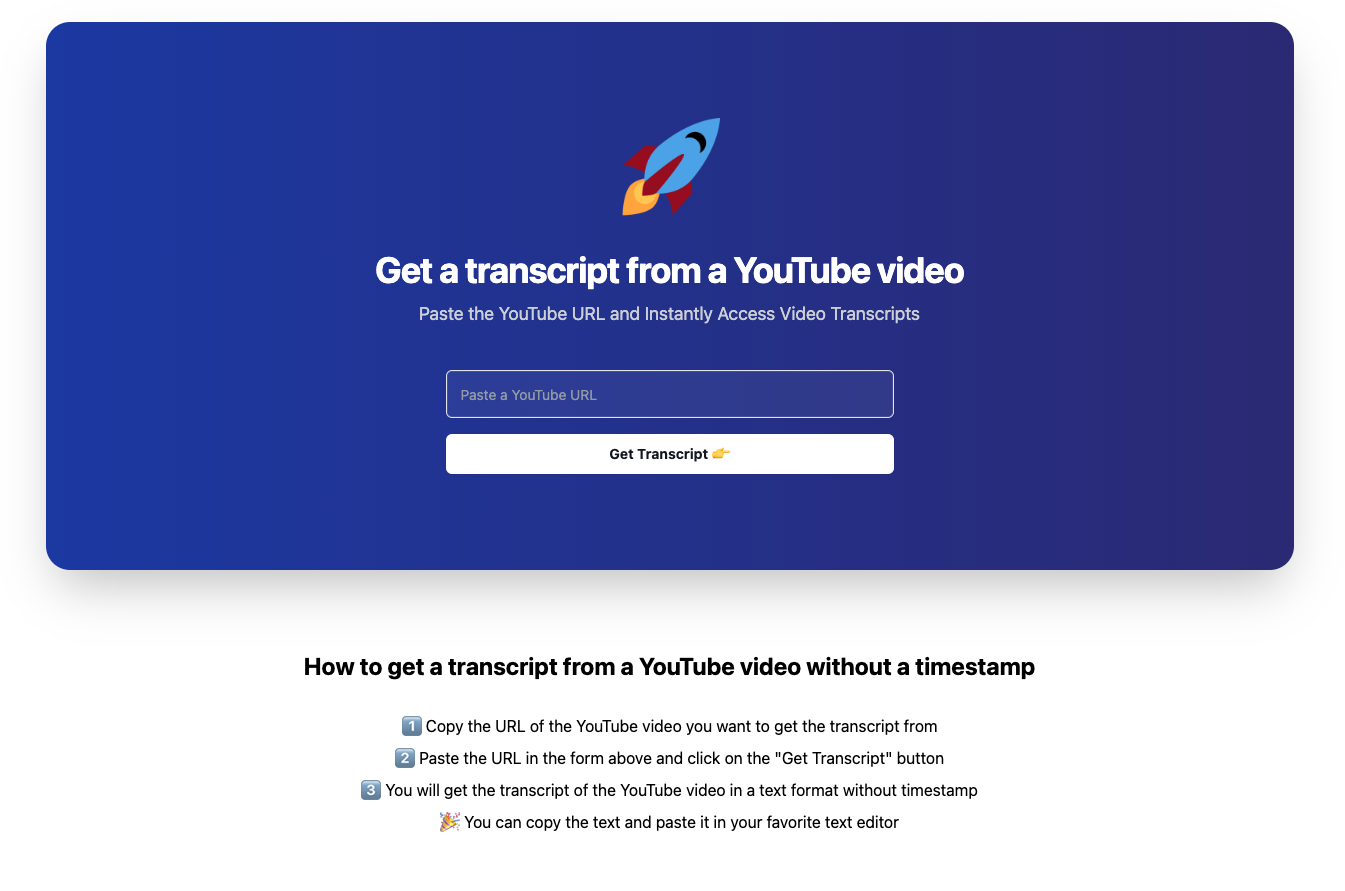 Get a transcript from a YouTube video
Paste the YouTube URL and Instantly Access Video Transcripts
Paste a YouTube URL
Get Transcript 👉
How to get a transcript from a YouTube video without a timestamp
1️⃣ Copy the URL of the YouTube video you want to get the transcript from
2️⃣ Paste the URL in the form above and click on the "Get Transcript" button
3️⃣ You will get the transcript of the YouTube video in a text format without timestamp
🎉 You can copy the text and paste it in your favorite text editor